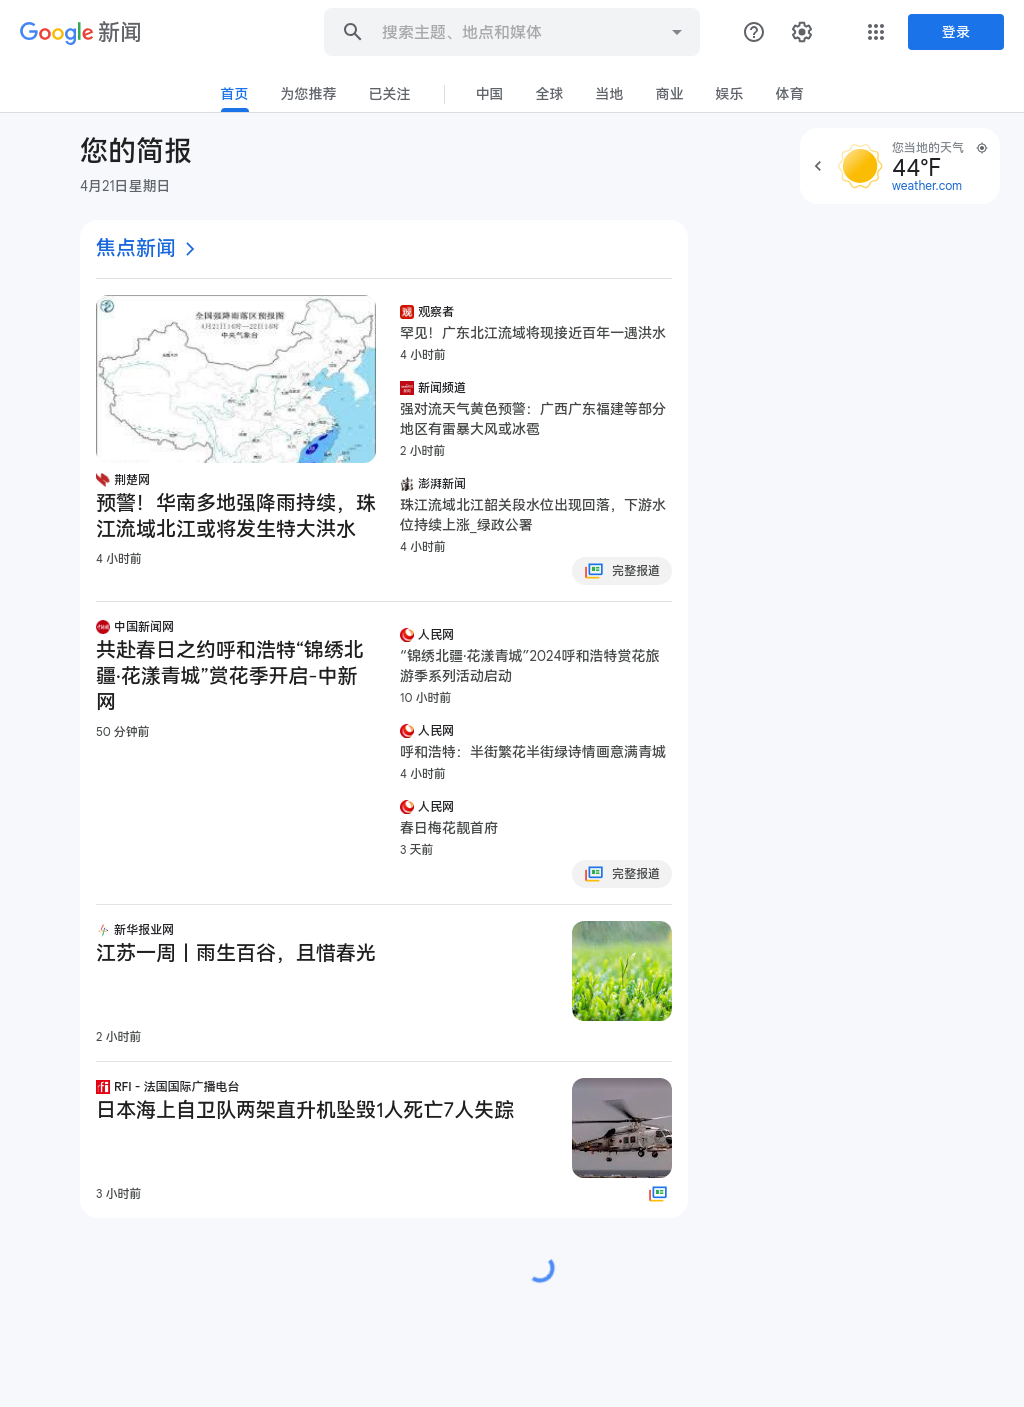 Google 新闻
搜索主题、地点和媒体
登录
首页
为您推荐
已关注
中国
全球
当地
商业
娱乐
体育
您的简报
4月21日星期日
您当地的天气
44°F
weather.com
焦点新闻
全国强降雨落区预报图
4月21日14时—22日14时
中央气象台
荆楚网
预警！华南多地强降雨持续，珠
江流域北江或将发生特大洪水
4 小时前
观察者
罕见！广东北江流域将现接近百年一遇洪水
4 小时前
新闻频道
强对流天气黄色预警：广西广东福建等部分
地区有雷暴大风或冰雹
2 小时前
澎湃新闻
珠江流域北江韶关段水位出现回落，下游水
位持续上涨_绿政公署
4 小时前
完整报道
中国新闻网
共赴春日之约呼和浩特“锦绣北
疆·花漾青城”赏花季开启-中新
网
50 分钟前
人民网
“锦绣北疆·花漾青城”2024呼和浩特赏花旅
游季系列活动启动
10 小时前
人民网
呼和浩特：半街繁花半街绿诗情画意满青城
4 小时前
人民网
春日梅花靓首府
3 天前
完整报道
新华报业网
江苏一周丨雨生百谷，且惜春光
2 小时前
RFI - 法国国际广播电台
日本海上自卫队两架直升机坠毁1人死亡7人失踪
3 小时前